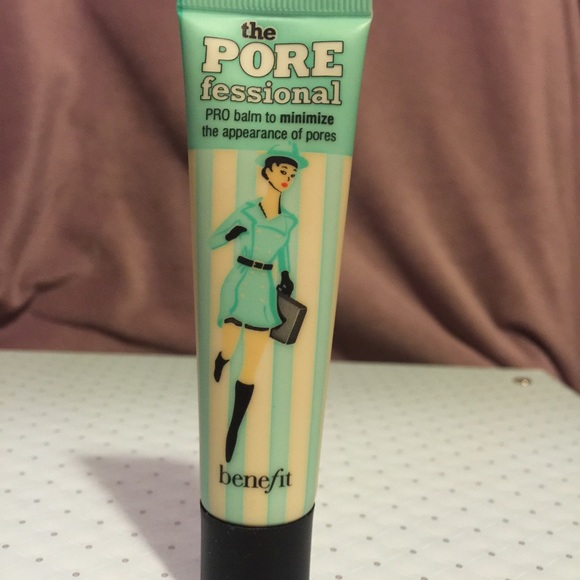 the
PORE
fessional
PRO balm to minimize
the appearance of pores
benefit